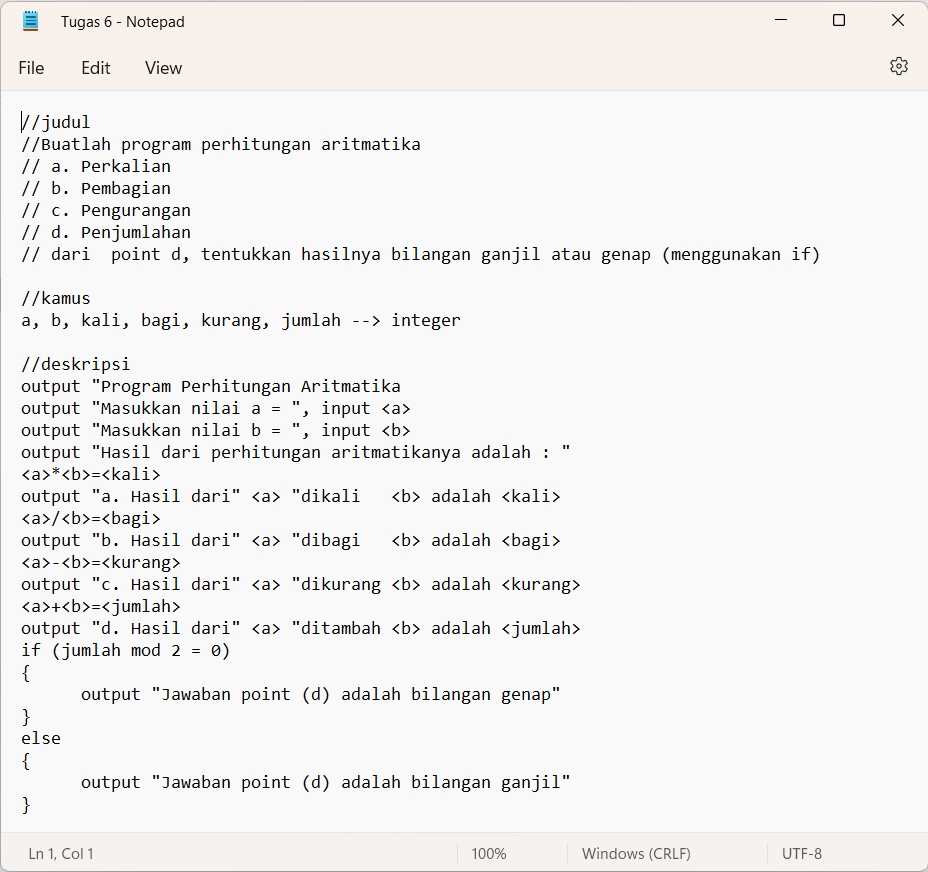 Tugas 6 - Notepad
File Edit View
//judul
//Buatlah program perhitungan aritmatika
// a. Perkalian
// b. Pembagian
// c. Pengurangan
// d. Penjumlahan
// dari  point d, tentukkan hasilnya bilangan ganjil atau genap (menggunakan if)

//kamus
a, b, kali, bagi, kurang, jumlah --> integer

//deskripsi
output "Program Perhitungan Aritmatika
output "Masukkan nilai a = ", input <a>
output "Masukkan nilai b = ", input <b>
output "Hasil dari perhitungan aritmatikanya adalah : "
<a>*<b>=<kali>
output "a. Hasil dari" <a> "dikali   <b> adalah <kali>
<a>/<b>=<bagi>
output "b. Hasil dari" <a> "dibagi   <b> adalah <bagi>
<a>-<b>=<kurang>
output "c. Hasil dari" <a> "dikurang <b> adalah <kurang>
<a>+<b>=<jumlah>
output "d. Hasil dari" <a> "ditambah <b> adalah <jumlah>
if (jumlah mod 2 = 0)
{
      output "Jawaban point (d) adalah bilangan genap"
}
else
{
      output "Jawaban point (d) adalah bilangan ganjil"
}
Ln 1, Col 1 100% Windows (CRLF) UTF-8